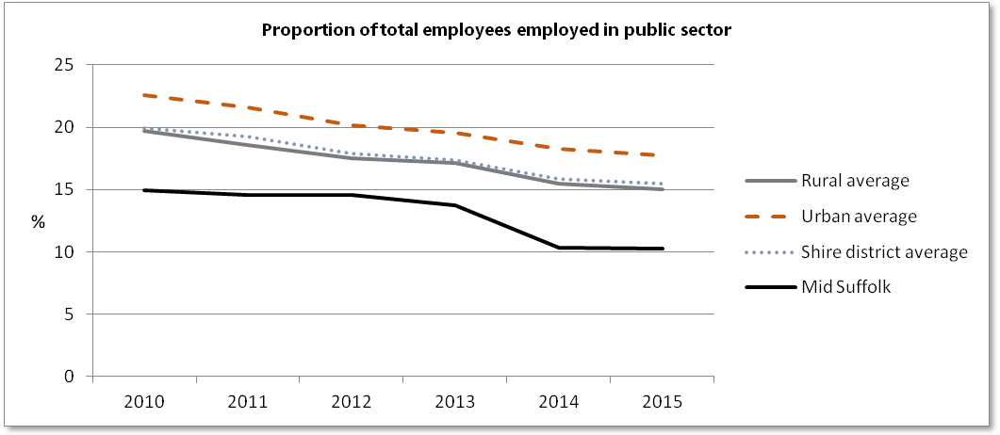 Proportion of total employees employed in public sector
25
20
15
%
10
5
0
2010 2011 2012 2013 2014 2015
Rural average
Urban average
Shire district average
Mid Suffolk